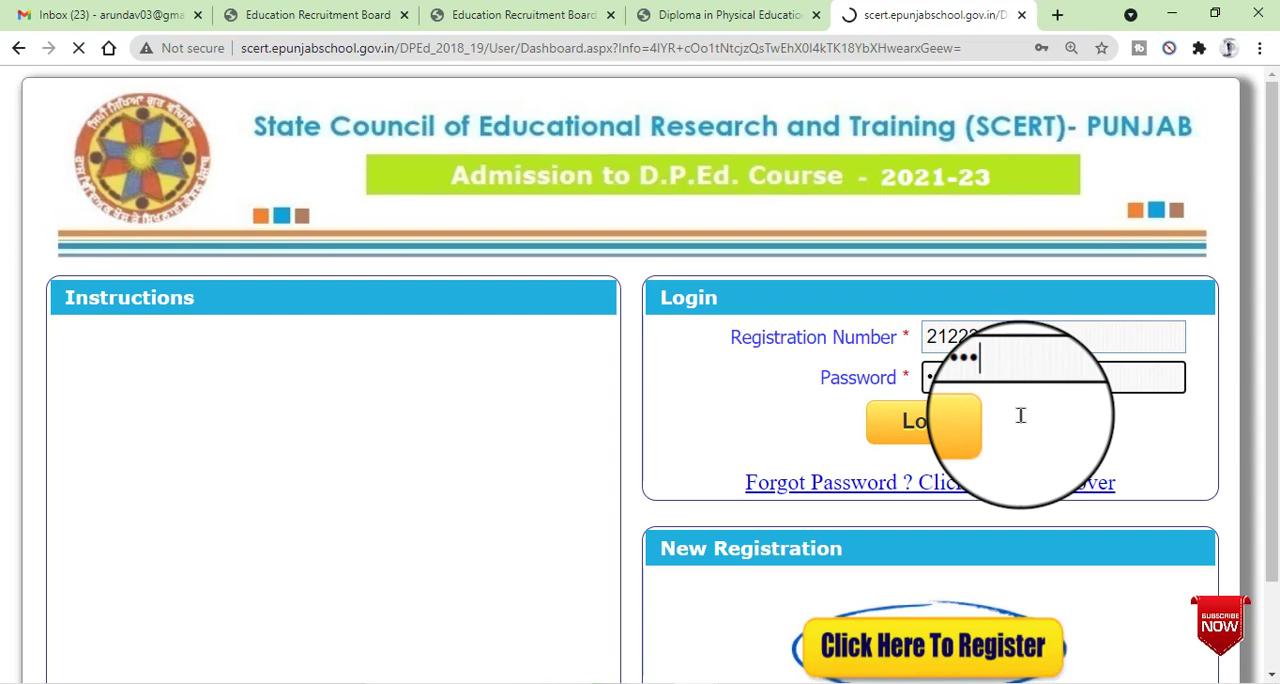 Inbox (23) - arundav03@gma
Education Recruitment Board
Education Recruitment Board
Diploma in Physical Educatio
scert.epunjabschool.gov.in/D
Not secure
scert.epunjabschool.gov.in/DPEd_2018_19/User/Dashboard.aspx?Info=4IYR+cOo1tNtcjzQsTwEhX0I4kTK18YbXHwearxGeew=
State Council of Educational Research and Training (SCERT)- PUNJAB
Admission to D.P.Ed. Course - 2021-23
Instructions
Login
Registration Number *
Password *
Lo
Forgot Password ? Clic
New Registration
Click Here To Register
SUBSCRIBE
NOW